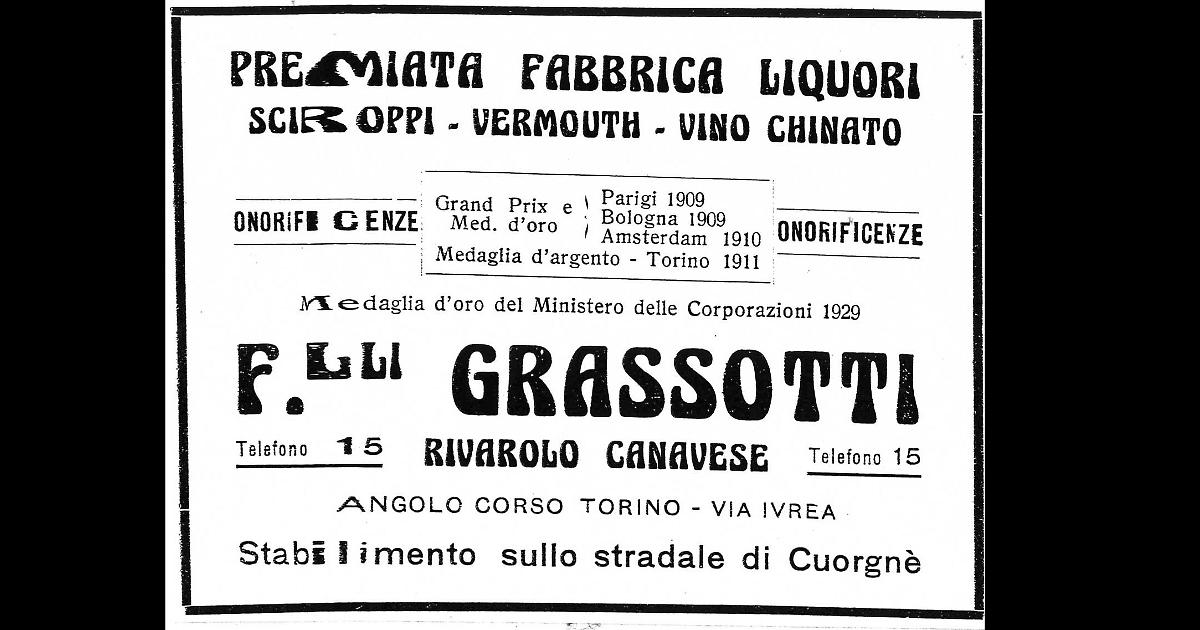 PREMIATA FABBRICA LIQUORI
SCIROPPI - VERMOUTH - VINO CHINATO
ONORIFICENZE
Grand Prix e Med. d'oro
Parigi 1909
Bologna 1909
Amsterdam 1910
Medaglia d'argento - Torino 1911
ONORIFICENZE
Medaglia d'oro del Ministero delle Corporazioni 1929
F.LLI GRASSOTTI
Telefono 15 RIVAROLO CANAVESE Telefono 15
ANGOLO CORSO TORINO - VIA IVREA
Stabilimento sullo stradale di Cuorgnè